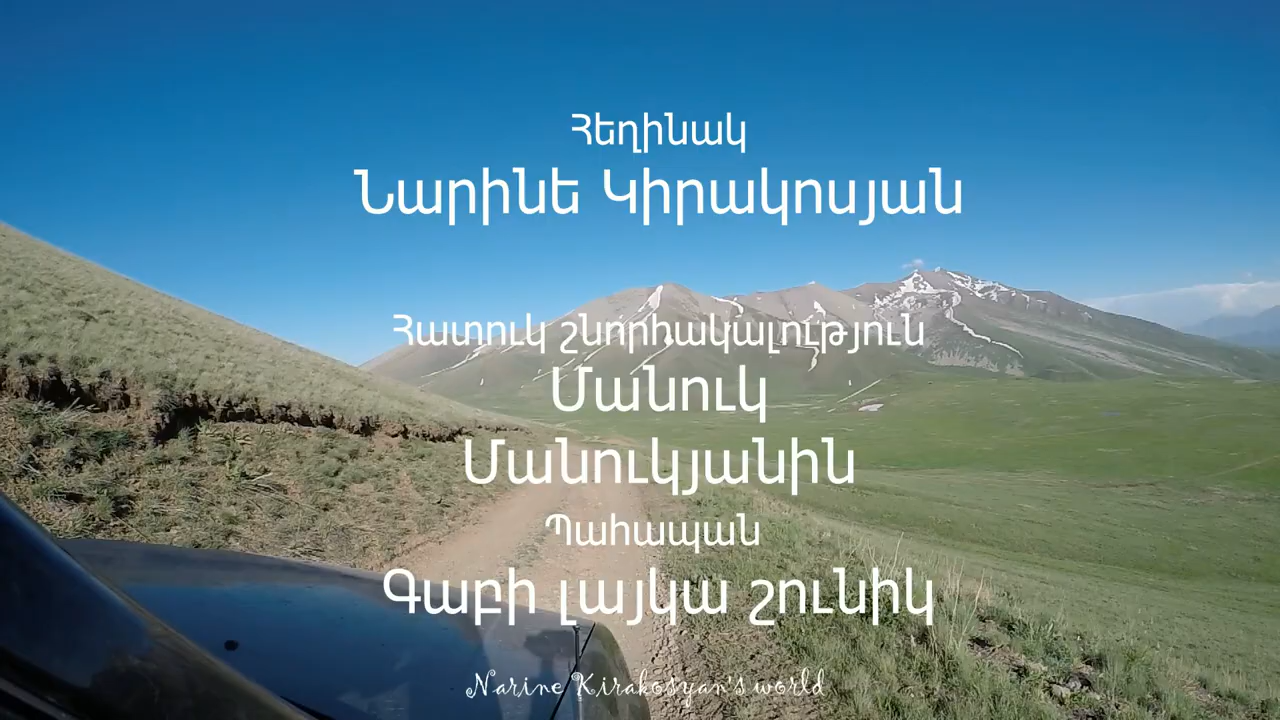 Հեղինակ
Նարինե Կիրակոսյան
Հատուկ շնորհակալություն
Մանուկ
Մանուկյանին
Պահապան
Գաբի լայկա շունիկ
Narine Kirakosyan's world